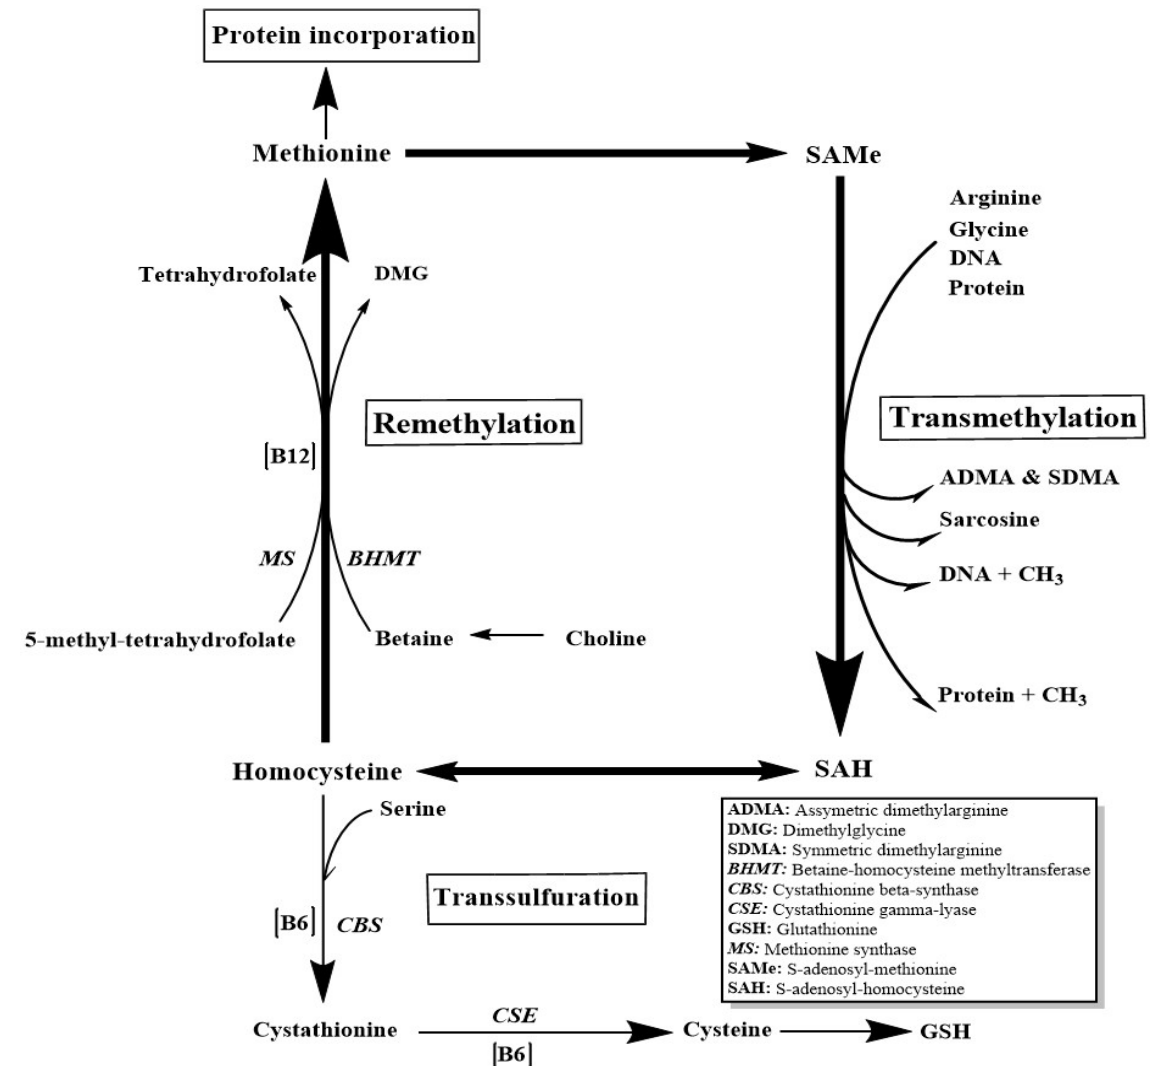 Protein incorporation
Methionine
SAMe
Arginine
Glycine
DNA
Protein
Tetrahydrofolate
DMG
Remethylation
Transmethylation
[B12]
ADMA & SDMA
Sarcosine
MS
BHMT
DNA + CH₃
5-methyl-tetrahydrofolate
Betaine
Choline
Protein + CH₃
Homocysteine
SAH
Serine
ADMA: Assymetric dimethylarginine
DMG: Dimethylglycine
SDMA: Symmetric dimethylarginine
BHMT: Betaine-homocysteine methyltransferase
CBS: Cystathionine beta-synthase
CSE: Cystathionine gamma-lyase
GSH: Glutathionine
MS: Methionine synthase
SAMe: S-adenosyl-methionine
SAH: S-adenosyl-homocysteine
Transsulfuration
[B6]
CBS
Cystathionine
CSE
[B6]
Cysteine
GSH